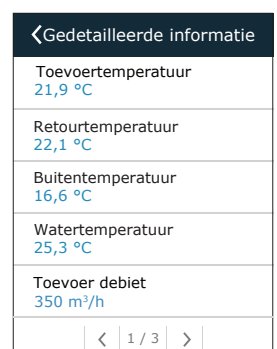 Gedetailleerde informatie
Toevoertemperatuur
21,9 °C
Retourtemperatuur
22,1 °C
Buitentemperatuur
16,6 °C
Watertemperatuur
25,3 °C
Toevoer debiet
350 m³/h
1 / 3